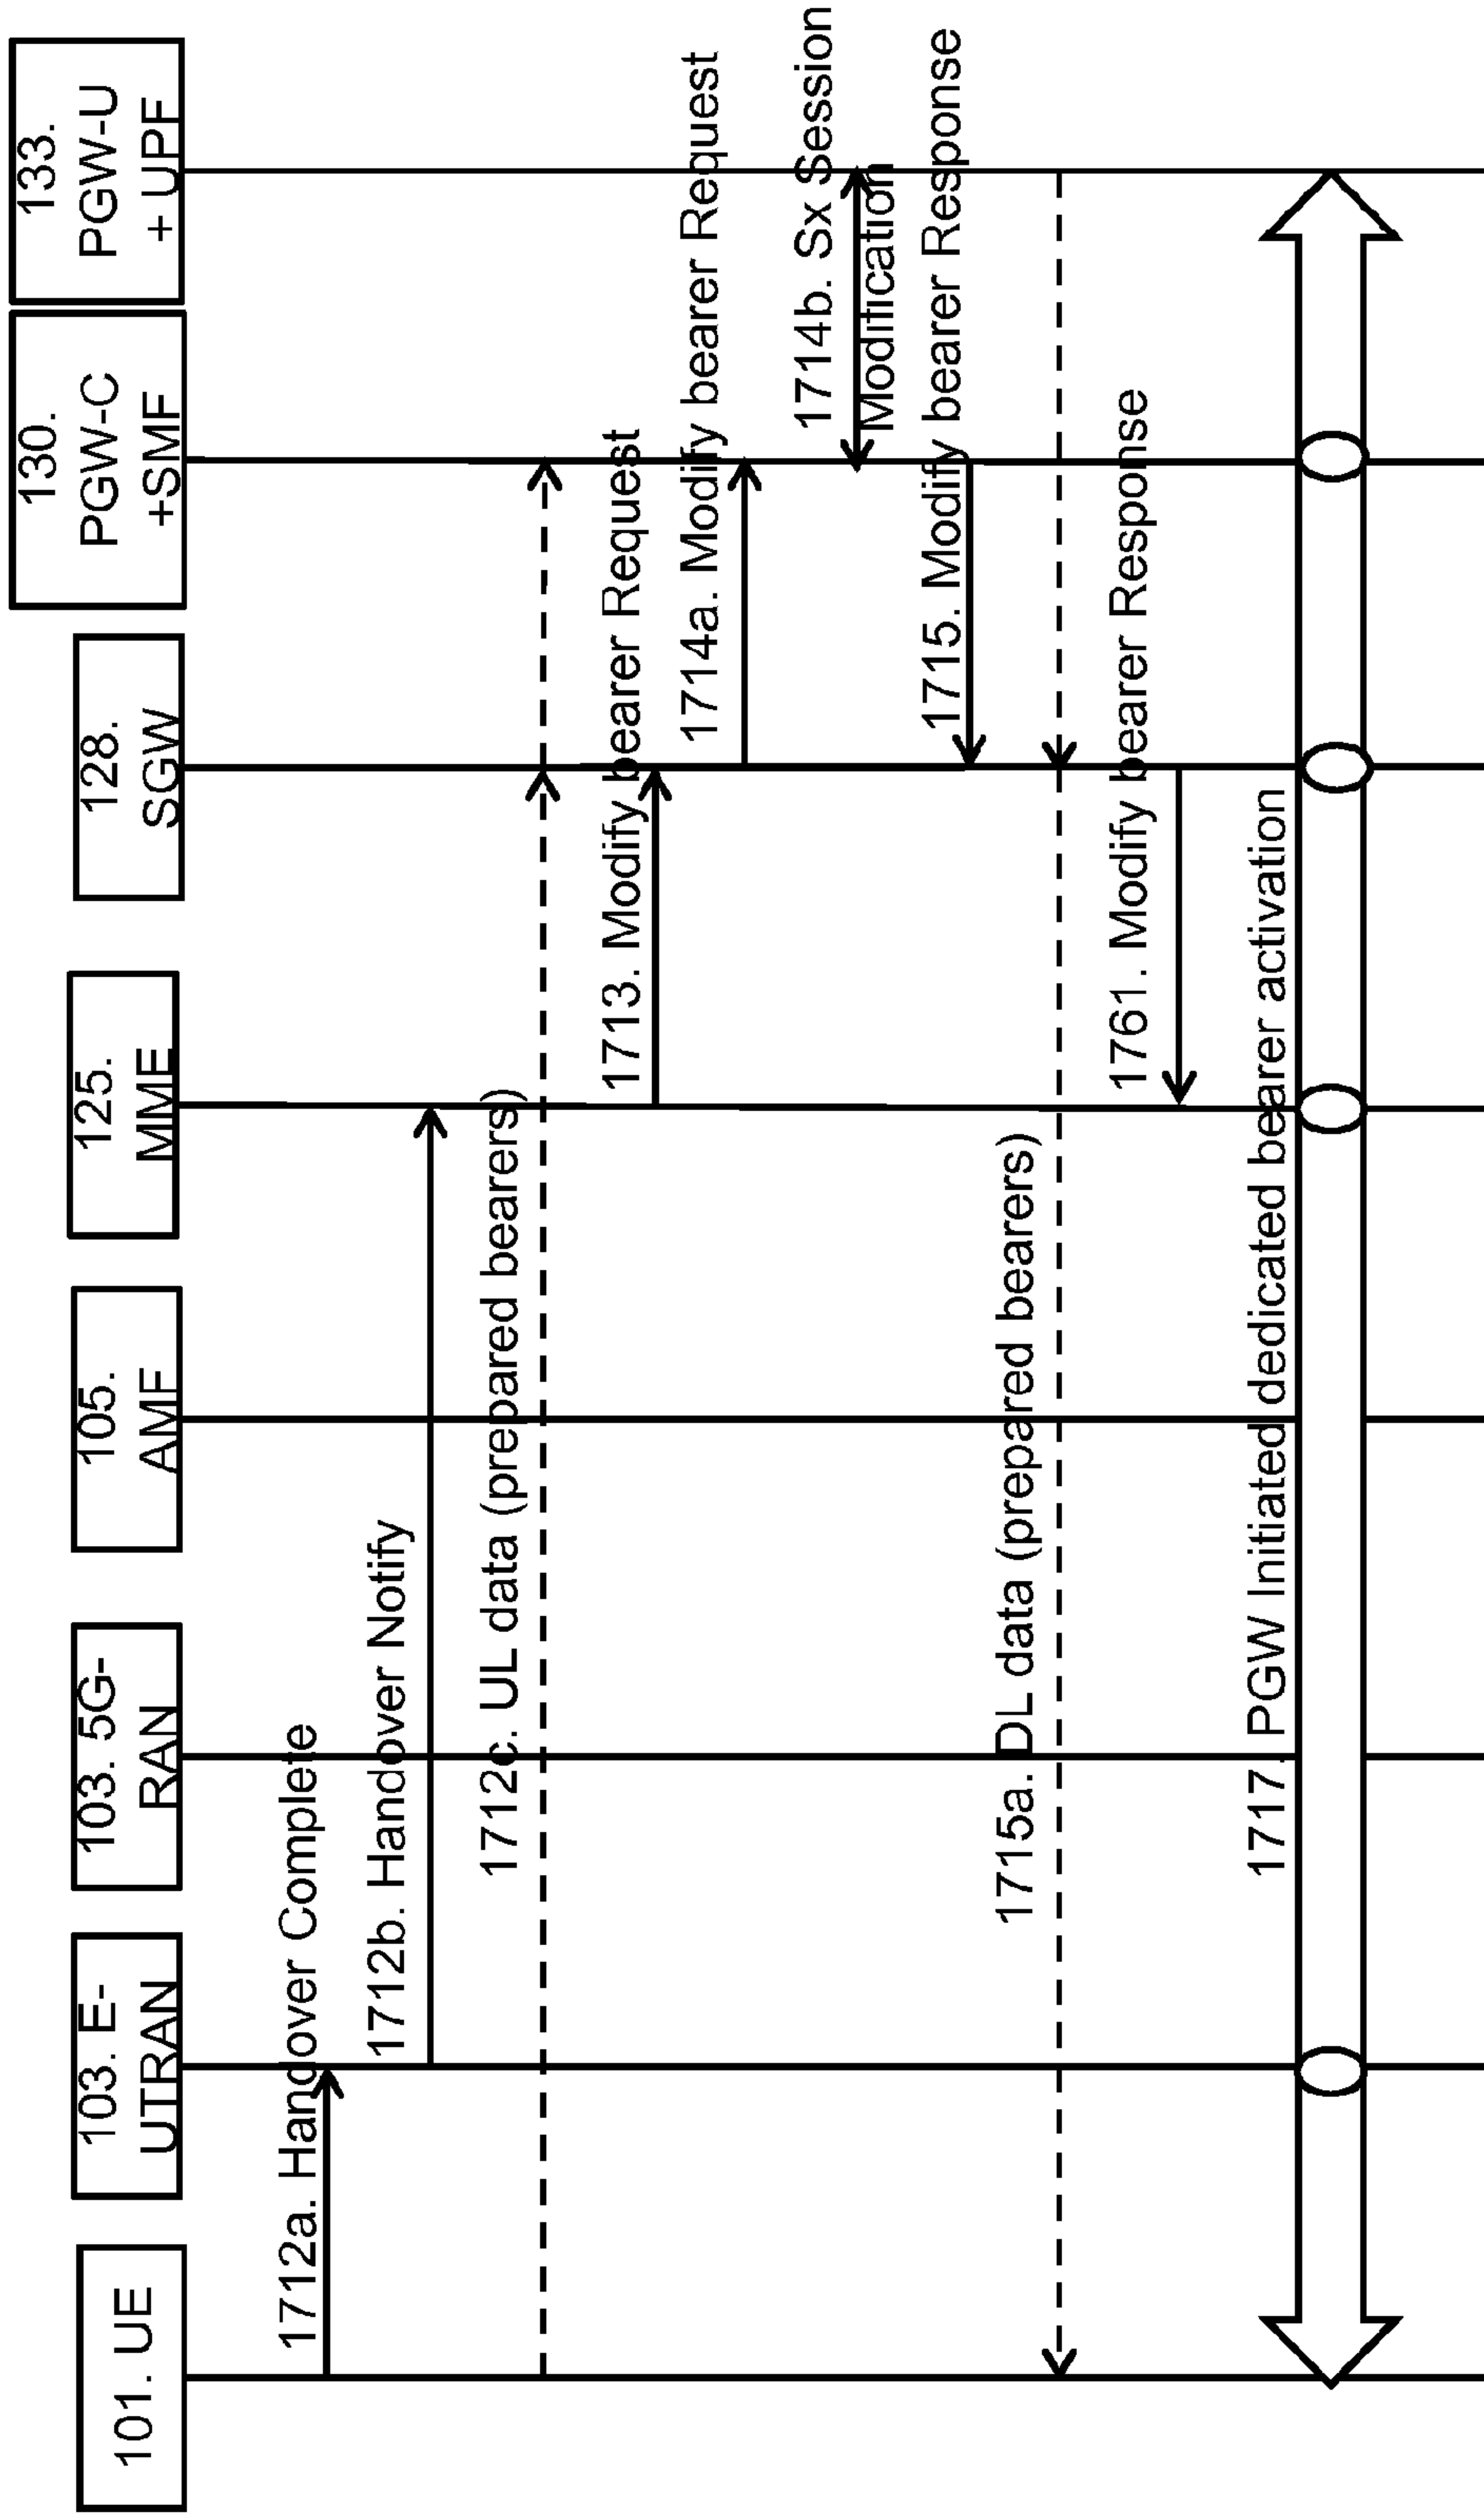 101. UE
103. E-
UTRAN
103. 5G-
RAN
105.
AMF
125.
MME
128.
SGW
130.
PGW-C
+SMF
133.
PGW-U
+ UPF
1712a. Handover Complete
1712b. Handover Notify
1712c. UL data (prepared bearers)
1713. Modify bearer Request
1714a. Modify bearer Request
1714b. Sx Session
Modification
1715. Modify bearer Response
1715a. DL data (prepared bearers)
1761. Modify bearer Response
1717. PGW Initiated dedicated bearer activation